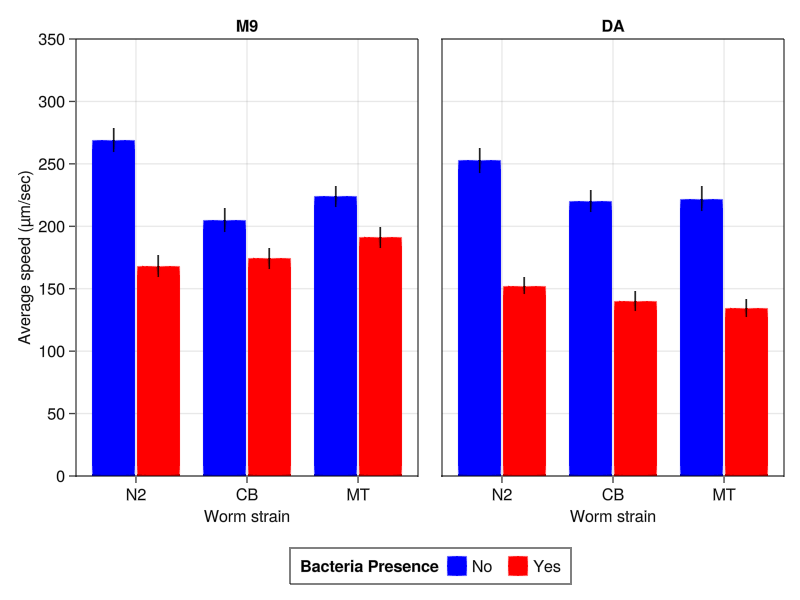 M9
DA
350
300
250
200
150
100
50
0
Average speed (µm/sec)
N2 CB MT
N2 CB MT
Worm strain
Worm strain
Bacteria Presence No Yes